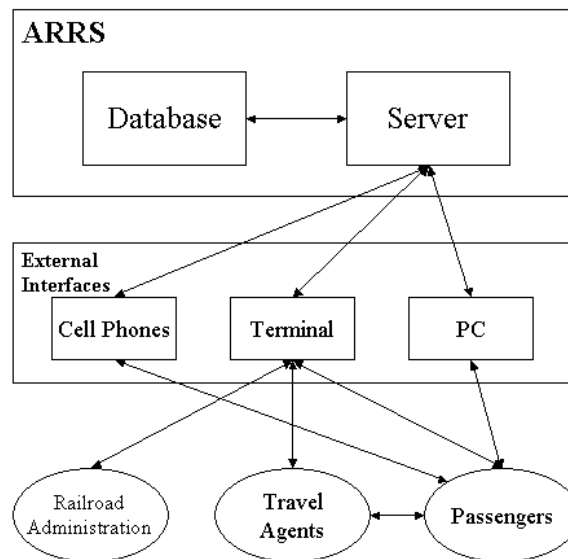 ARRS
Database
Server
External
Interfaces
Cell Phones
Terminal
PC
Railroad
Administration
Travel
Agents
Passengers